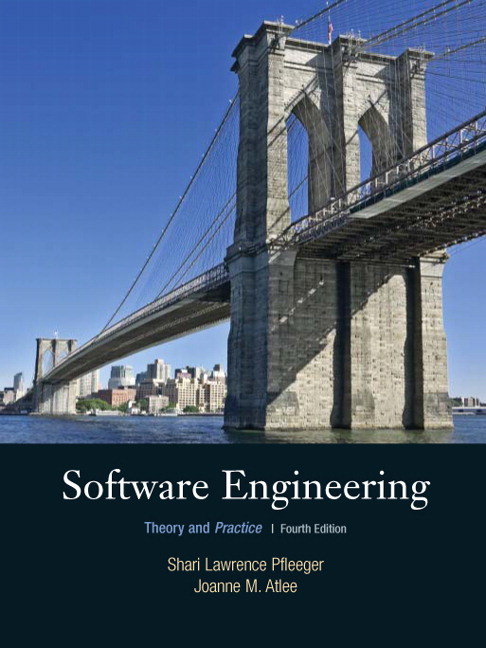 Software Engineering
Theory and Practice | Fourth Edition
Shari Lawrence Pfleeger
Joanne M. Atlee